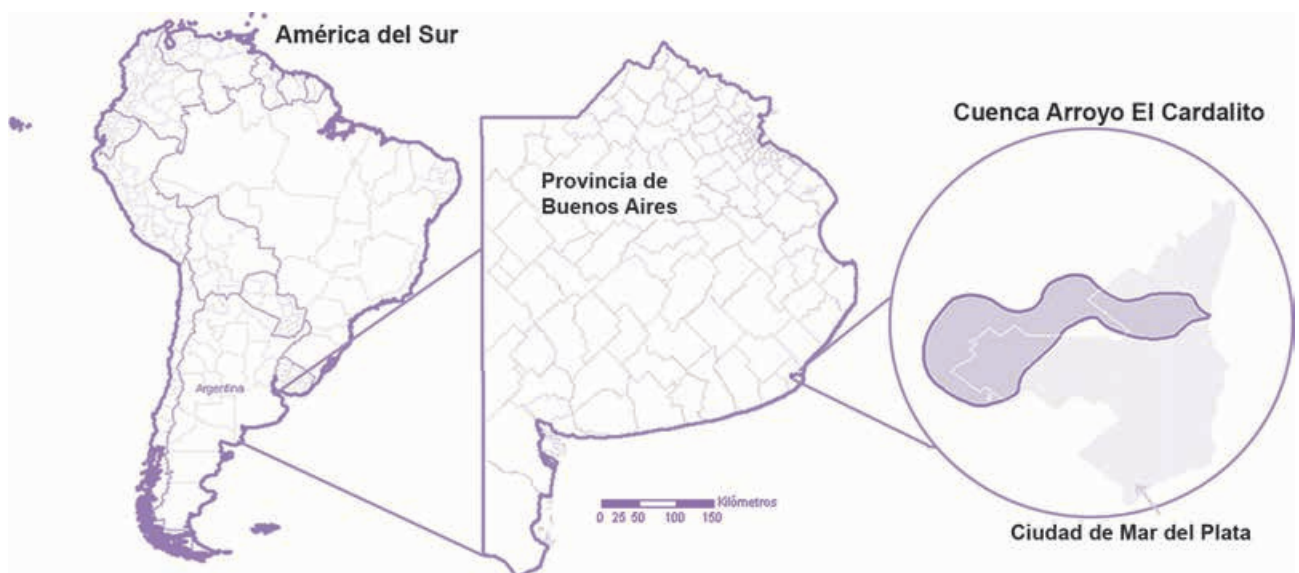 América del Sur
Argentina
Provincia de
Buenos Aires
Kilómetros
0 25 50 100 150
Cuenca Arroyo El Cardalito
Ciudad de Mar del Plata